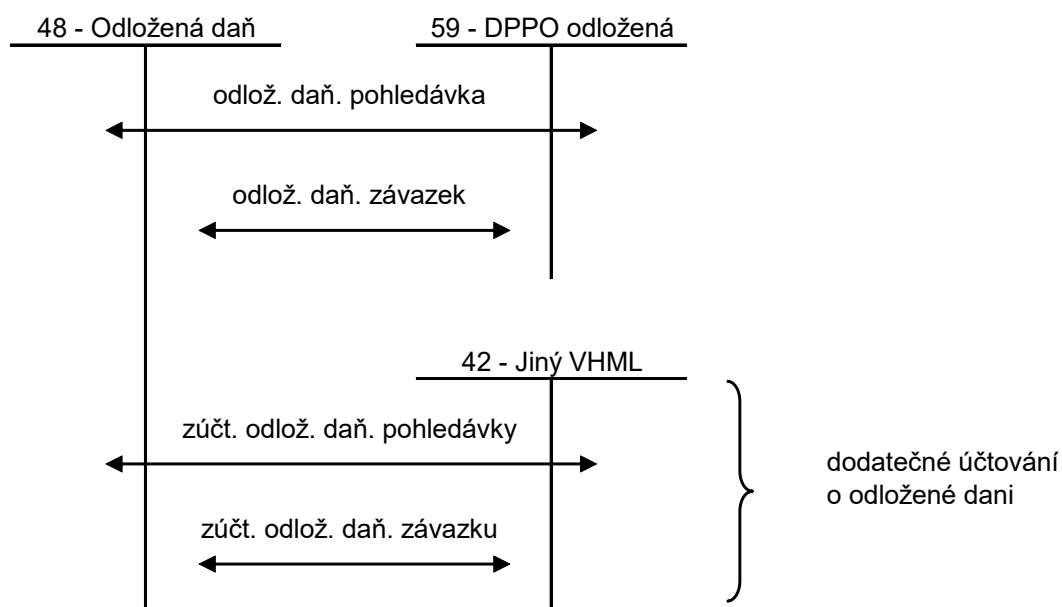 48 - Odložená daň
59 - DPPO odložená
odlož. daň. pohledávka
odlož. daň. závazek
42 - Jiný VHML
zúčt. odlož. daň. pohledávky
dodatečné účtování
o odložené dani
zúčt. odlož. daň. závazku